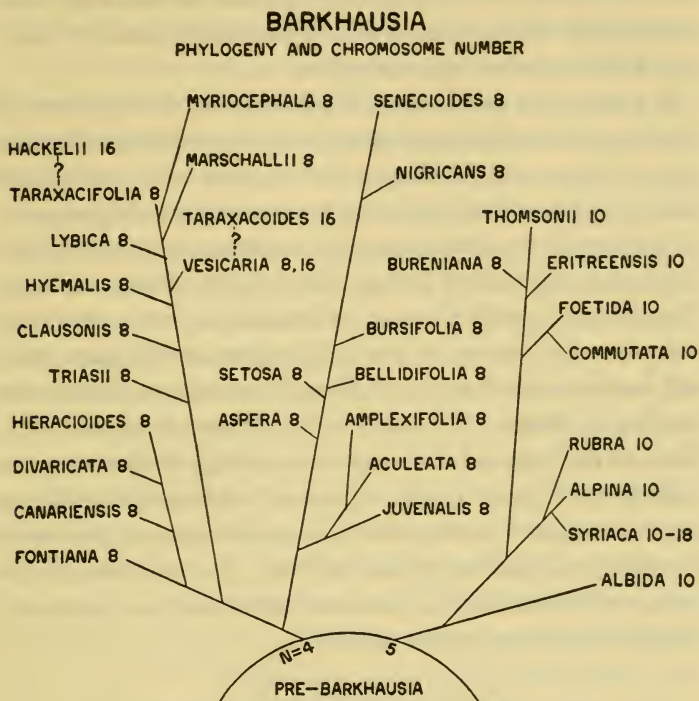 BARKHAUSIA
PHYLOGENY AND CHROMOSOME NUMBER
MYRIOCEPHALA 8
SENECIOIDES 8
HACKELII 16
?
MARSCHALLII 8
NIGRICANS 8
TARAXACIFOLIA 8
TARAXACOIDES 16
?
THOMSONII 10
LYBICA 8
VESICARIA 8,16
BURENIANA 8
ERITREENSIS 10
HYEMALIS 8
FOETIDA 10
CLAUSONIS 8
BURSIFOLIA 8
COMMUTATA 10
TRIASII 8
SETOSA 8
BELLIDIFOLIA 8
HIERACIOIDES 8
ASPERA 8
AMPLEXIFOLIA 8
RUBRA 10
DIVARICATA 8
ACULEATA 8
ALPINA 10
CANARIENSIS 8
JUVENALIS 8
SYRIACA 10-18
FONTIANA 8
ALBIDA 10
N=4
5
PRE-BARKHAUSIA